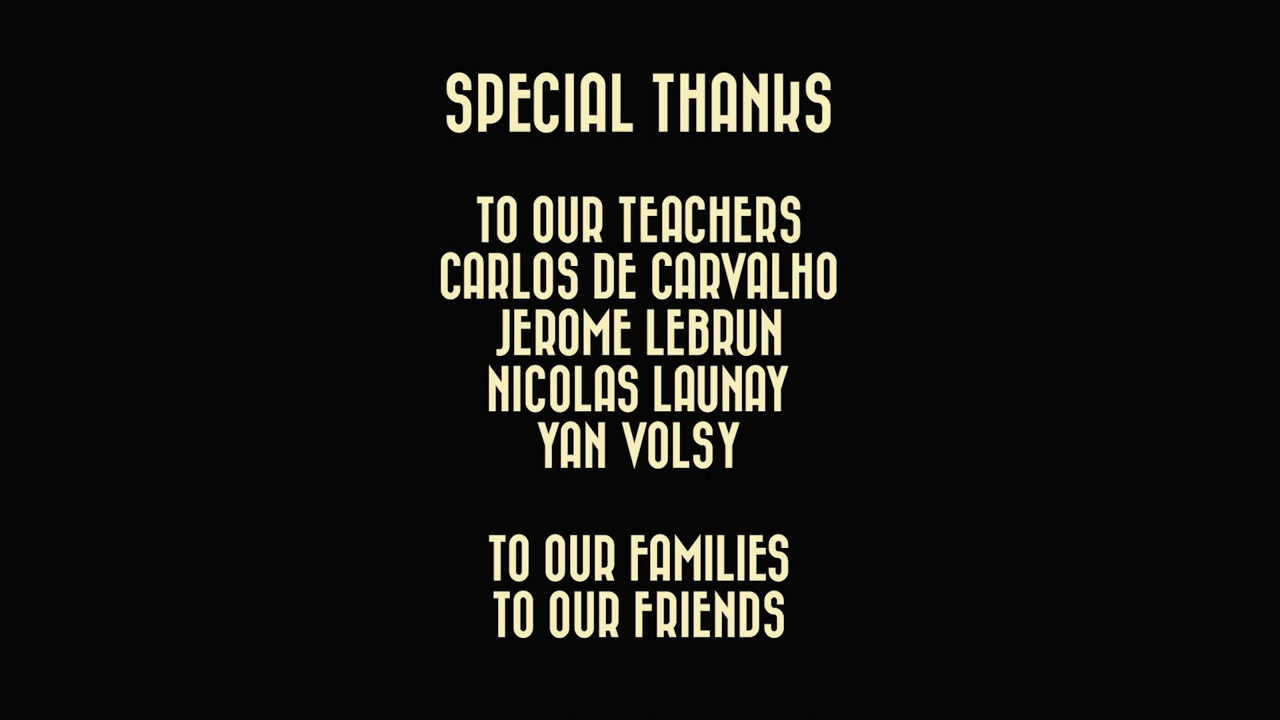 SPECIAL THANKS
TO OUR TEACHERS
CARLOS DE CARVALHO
JEROME LEBRUN
NICOLAS LAUNAY
YAN VOLSY
TO OUR FAMILIES
TO OUR FRIENDS